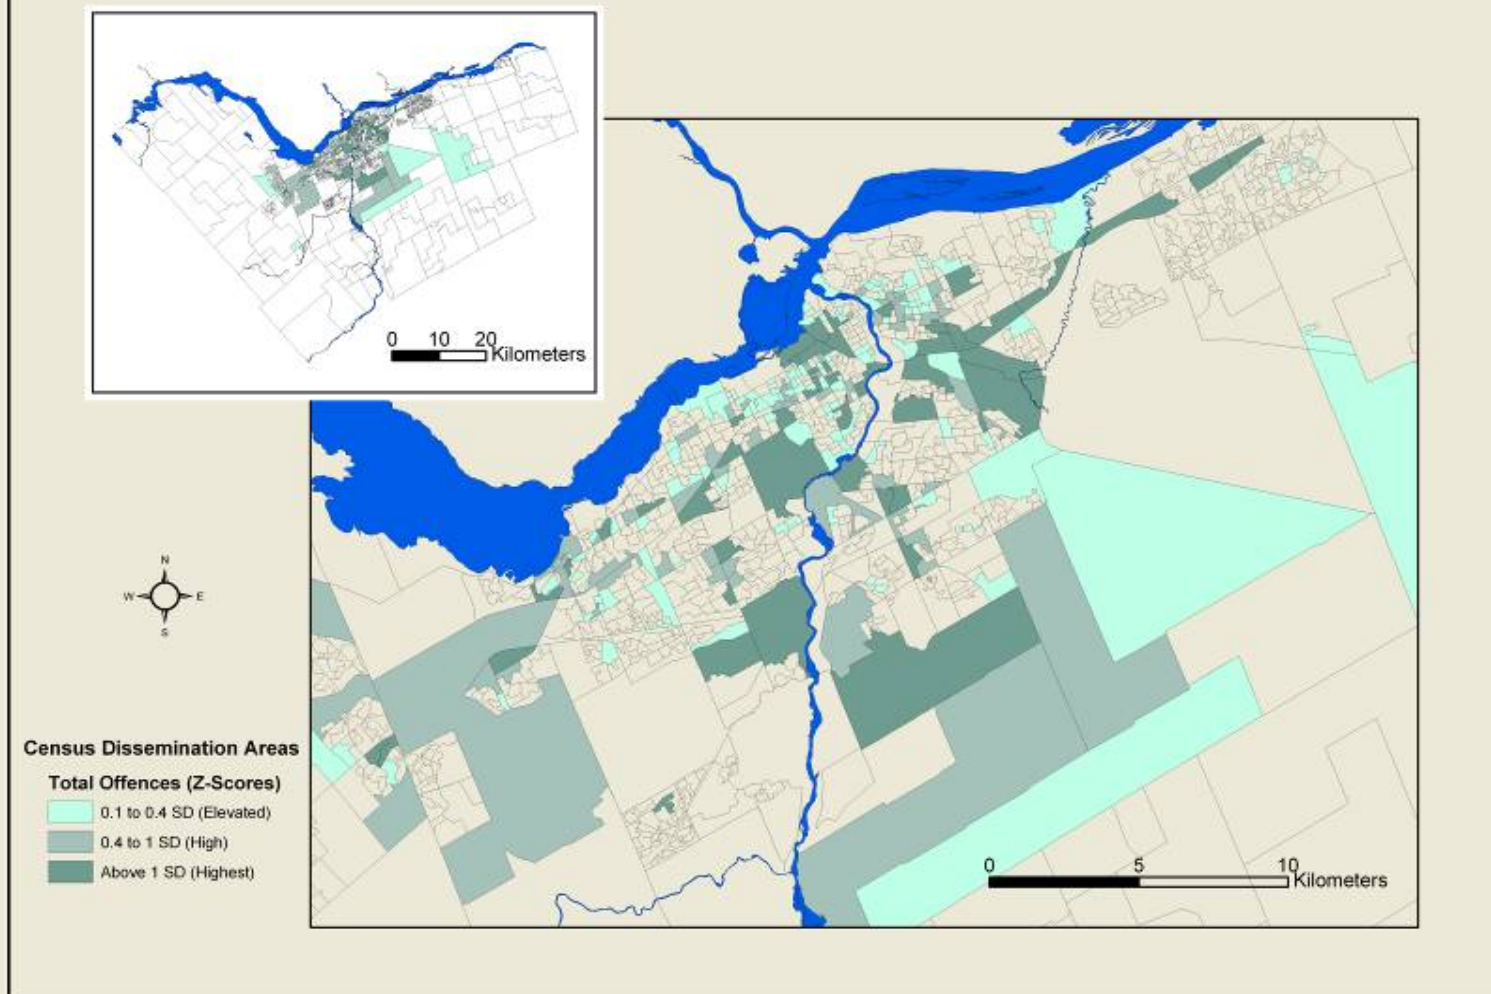 0 10 20
Kilometers
N
W E
S
Census Dissemination Areas
Total Offences (Z-Scores)
0.1 to 0.4 SD (Elevated)
0.4 to 1 SD (High)
Above 1 SD (Highest)
0 5 10
Kilometers